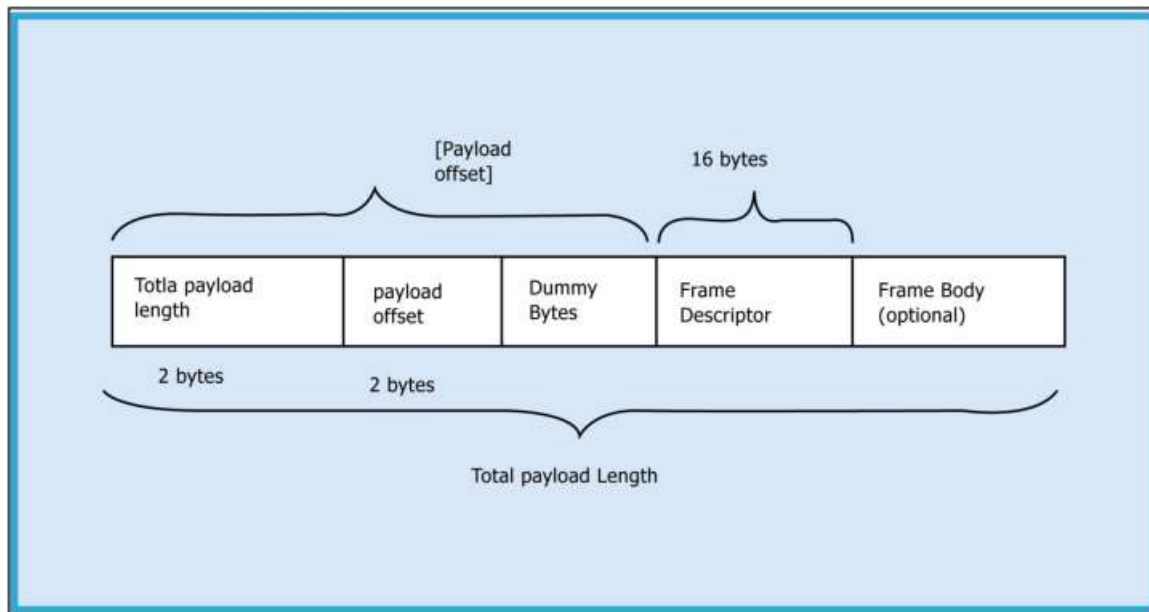 [Payload
offset]
16 bytes
Totla payload
length
payload
offset
Dummy
Bytes
Frame
Descriptor
Frame Body
(optional)
2 bytes
2 bytes
Total payload Length